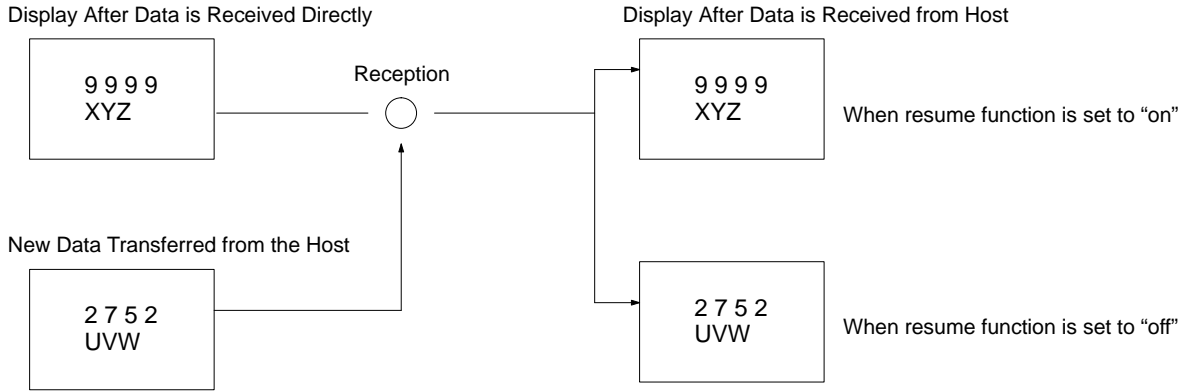 Display After Data is Received Directly
9 9 9 9
XYZ
Reception
New Data Transferred from the Host
2 7 5 2
UVW
Display After Data is Received from Host
9 9 9 9
XYZ
When resume function is set to “on”
2 7 5 2
UVW
When resume function is set to “off”